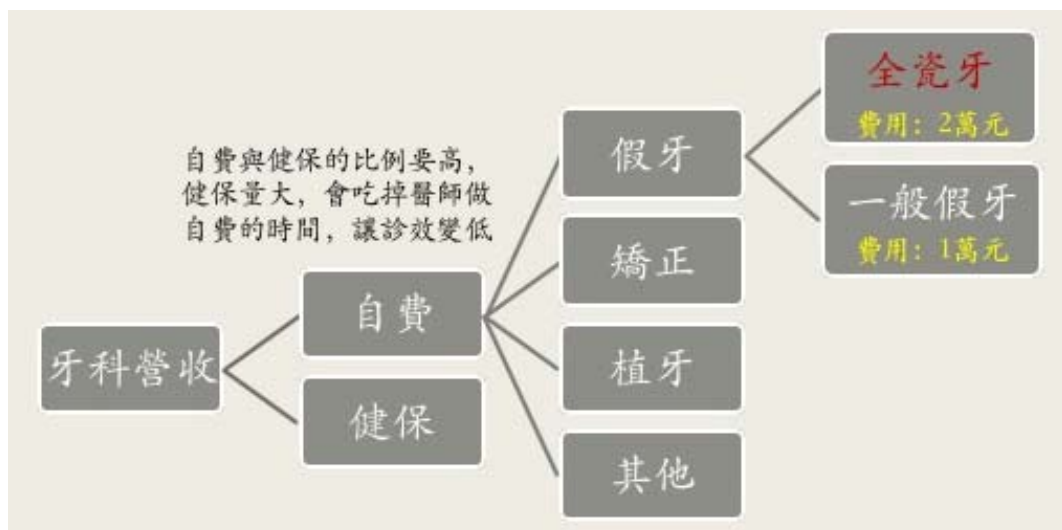 全瓷牙
費用：2萬元
假牙
自費與健保的比例要高，
健保量大，會吃掉醫師做
自費的時間，讓診效變低
一般假牙
費用：1萬元
矯正
自費
牙科營收
植牙
健保
其他